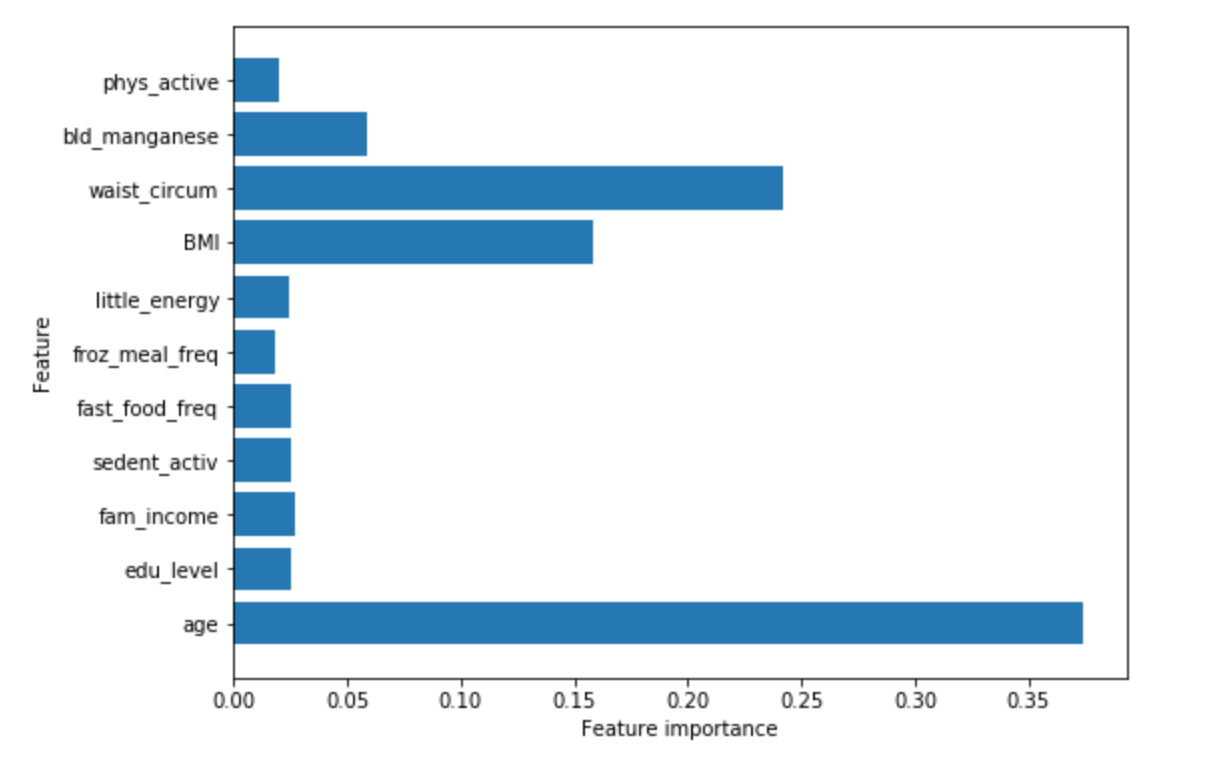 phys_active
bld_manganese
waist_circum
BMI
little_energy
froz_meal_freq
fast_food_freq
sedent_activ
fam_income
edu_level
age
Feature
0.00 0.05 0.10 0.15 0.20 0.25 0.30 0.35
Feature importance